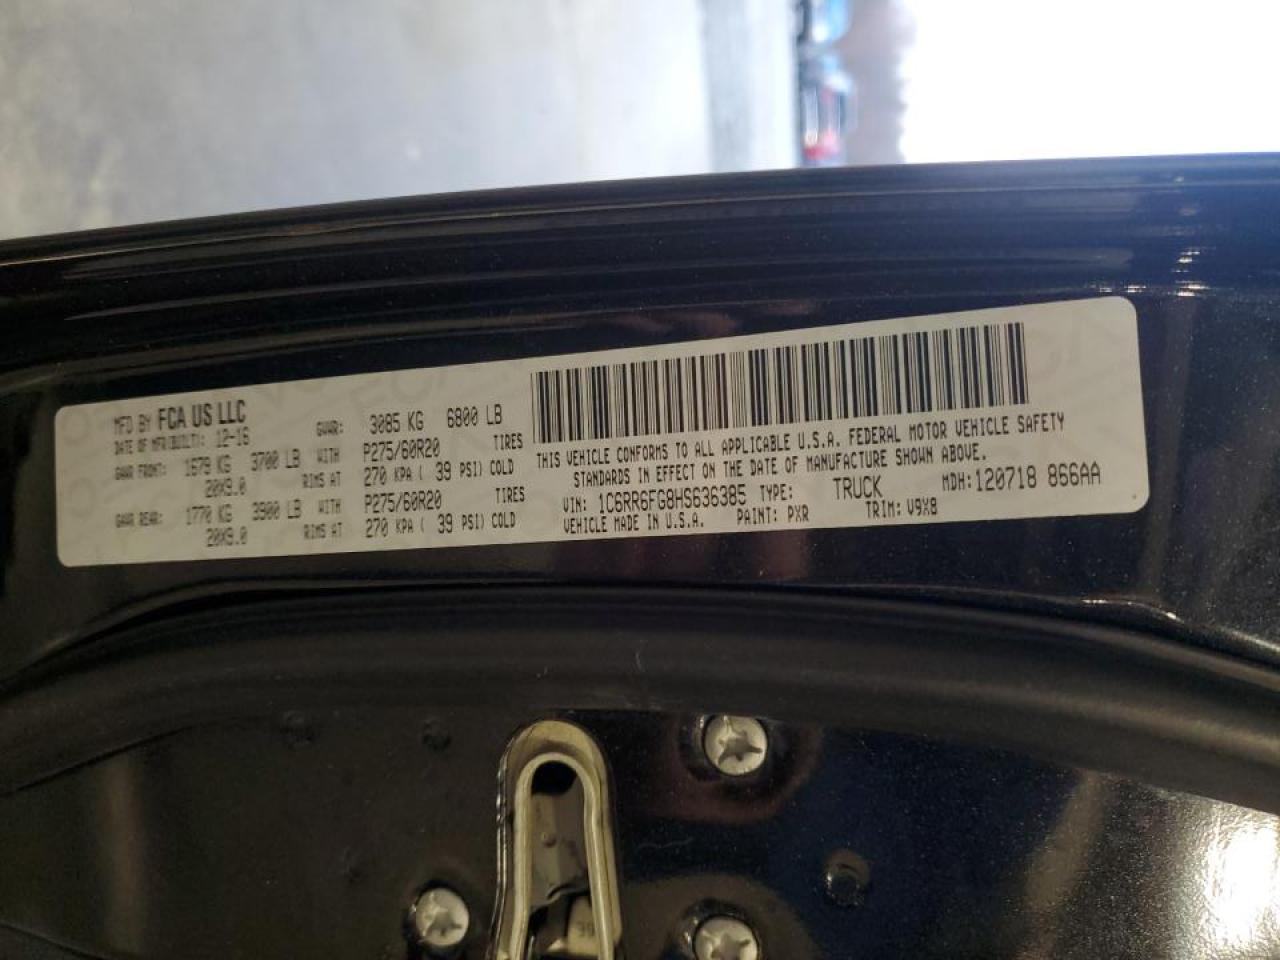 MFD BY FCA US LLC
DATE OF MFR(BUILT): 12-16 GVWR: 3085 KG 6800 LB
GAWR FRONT: 1679 KG 3700 LB WITH P275/60R20 TIRES
20X9.0 RIMS AT 270 KPA ( 39 PSI) COLD
GAWR REAR: 1770 KG 3900 LB WITH P275/60R20 TIRES
20X9.0 RIMS AT 270 KPA ( 39 PSI) COLD
THIS VEHICLE CONFORMS TO ALL APPLICABLE U.S.A. FEDERAL MOTOR VEHICLE SAFETY
STANDARDS IN EFFECT ON THE DATE OF MANUFACTURE SHOWN ABOVE.
VIN: 1C6RR6FG8HS636385 TYPE: TRUCK MDH:120718 866AA
VEHICLE MADE IN U.S.A. PAINT: PXR TRIM: V9X8